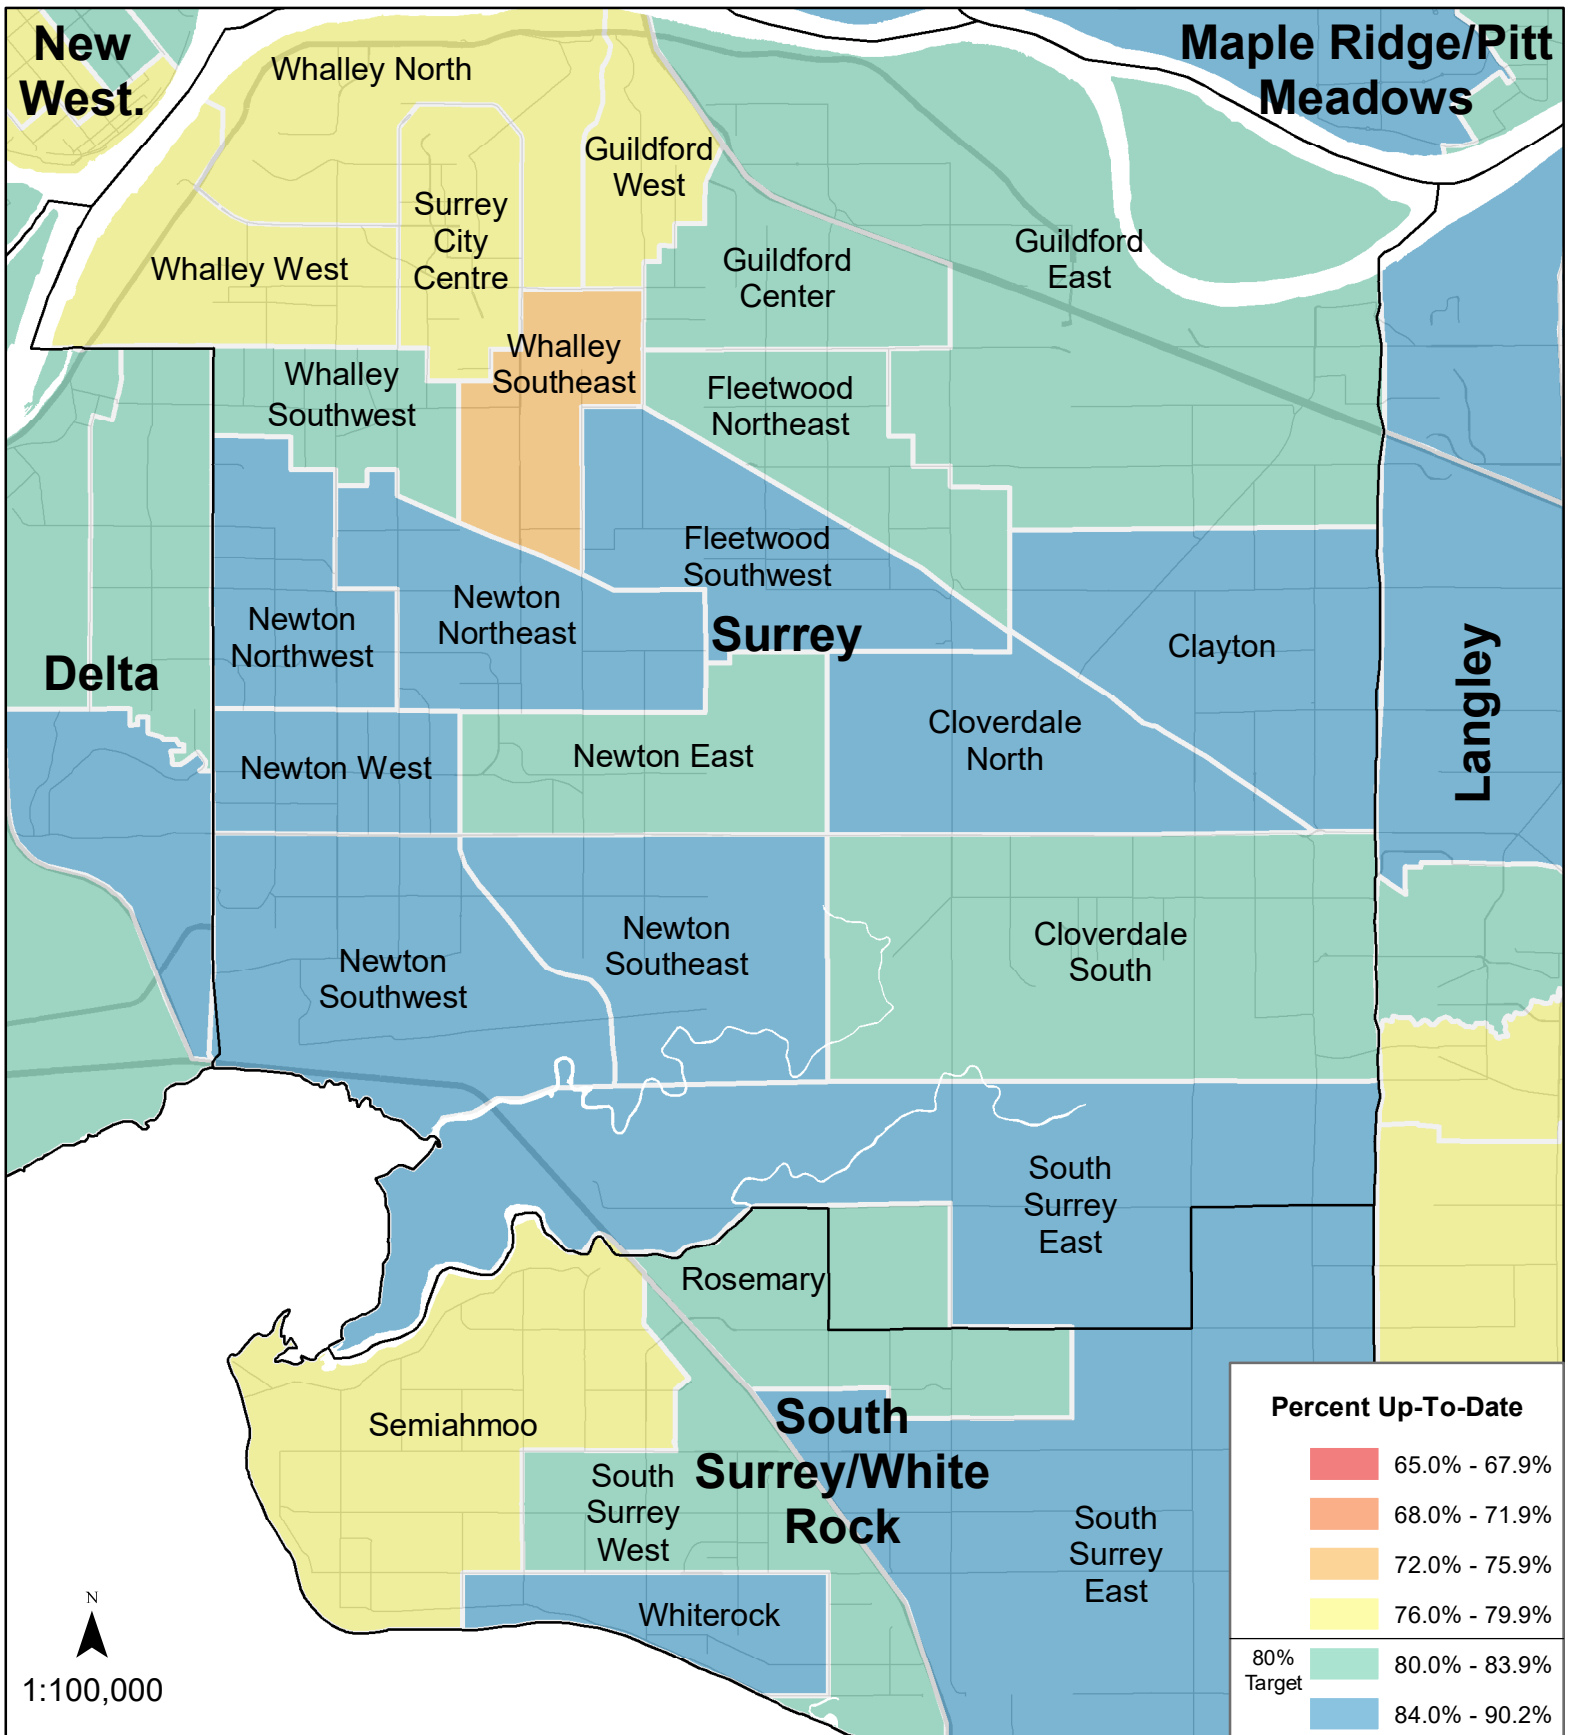 New
West.
Maple Ridge/Pitt
Meadows
Whalley North
Guildford
West
Surrey
City
Centre
Whalley West
Guildford
Center
Guildford
East
Whalley
Southeast
Whalley
Southwest
Fleetwood
Northeast
Fleetwood
Southwest
Newton
Northeast
Newton
Northwest
Surrey
Clayton
Delta
Langley
Cloverdale
North
Newton East
Newton West
Newton
Southeast
Cloverdale
South
Newton
Southwest
South
Surrey
East
Rosemary
Semiahmoo
South
Surrey/White
Rock
South
Surrey
West
South
Surrey
East
Whiterock
N
1:100,000
Percent Up-To-Date
65.0% - 67.9%
68.0% - 71.9%
72.0% - 75.9%
76.0% - 79.9%
80%
Target
80.0% - 83.9%
84.0% - 90.2%